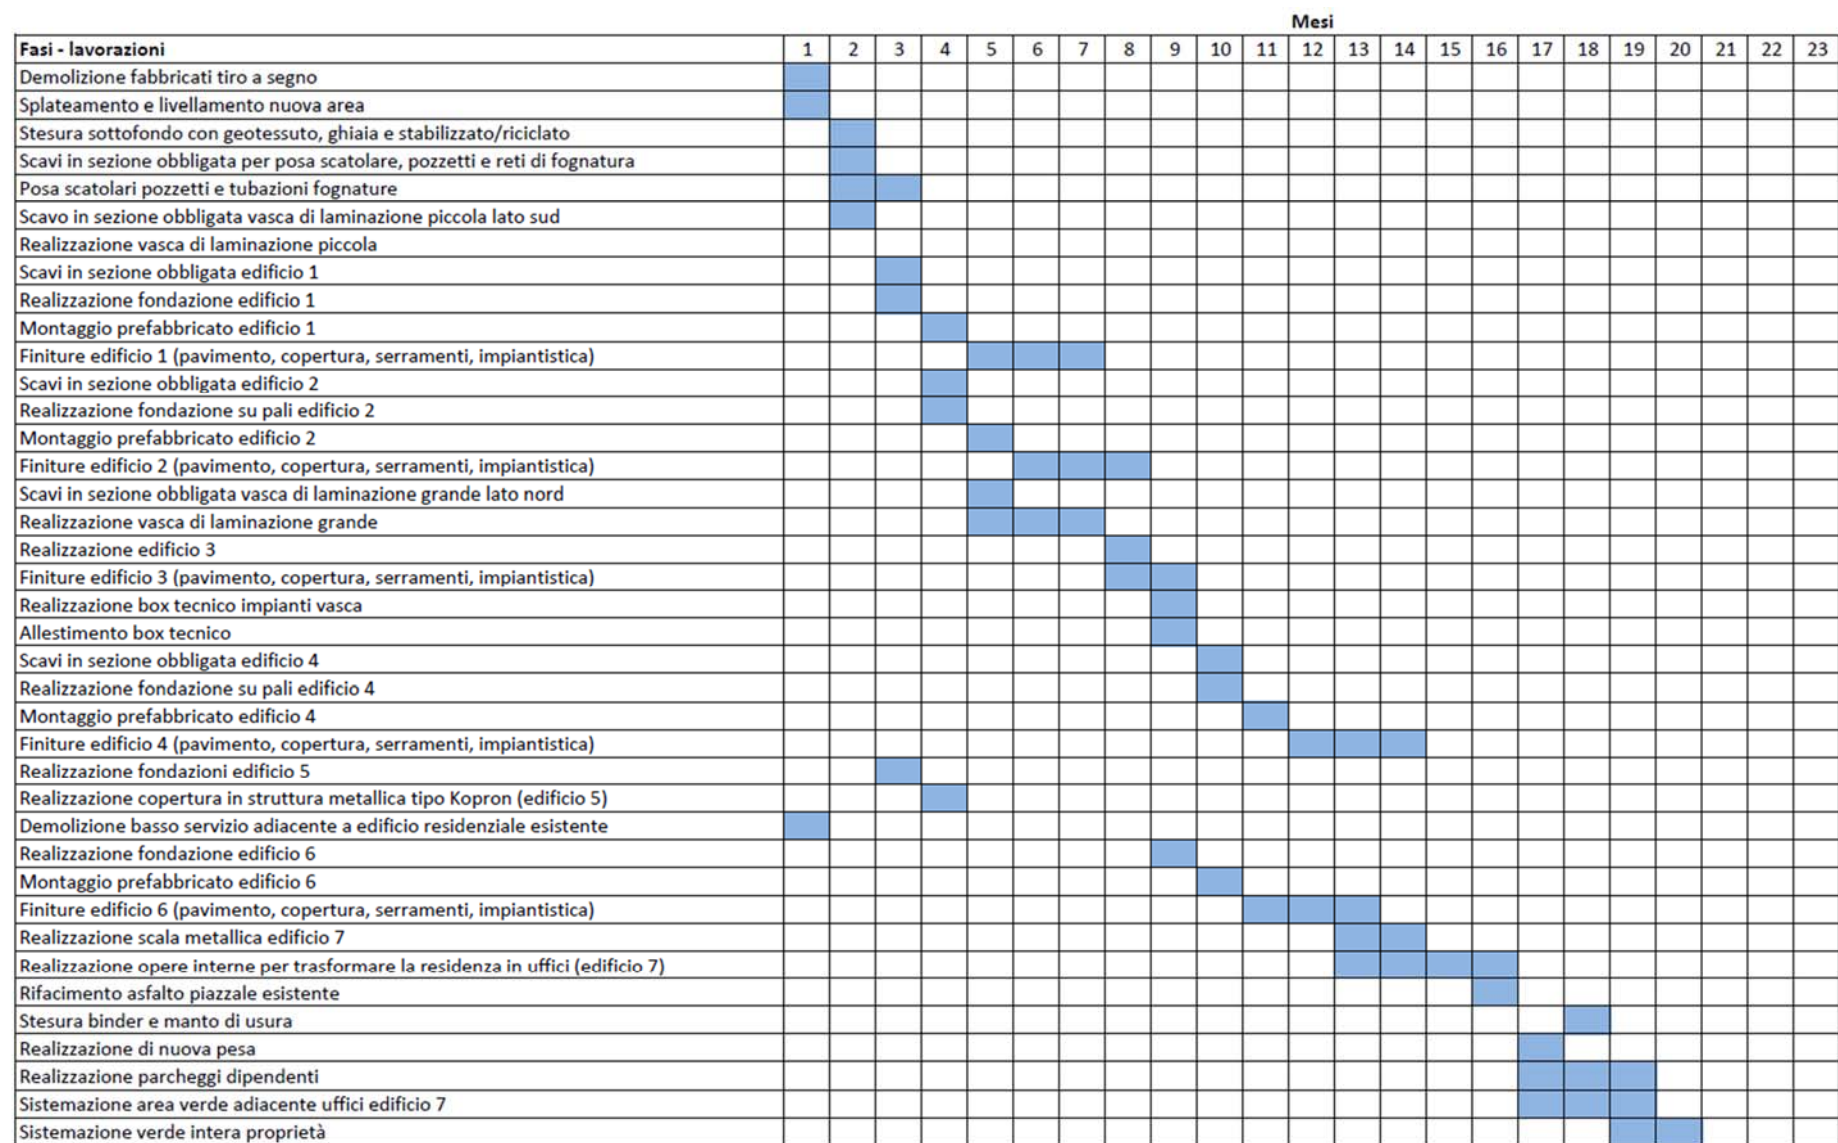 Mesi
Fasi - lavorazioni 1 2 3 4 5 6 7 8 9 10 11 12 13 14 15 16 17 18 19 20 21 22 23
Demolizione fabbricati tiro a segno
Splateamento e livellamento nuova area
Stesura sottofondo con geotessuto, ghiaia e stabilizzato/riciclato
Scavi in sezione obbligata per posa scatolare, pozzetti e reti di fognatura
Posa scatolari pozzetti e tubazioni fognature
Scavo in sezione obbligata vasca di laminazione piccola lato sud
Realizzazione vasca di laminazione piccola
Scavi in sezione obbligata edificio 1
Realizzazione fondazione edificio 1
Montaggio prefabbricato edificio 1
Finiture edificio 1 (pavimento, copertura, serramenti, impiantistica)
Scavi in sezione obbligata edificio 2
Realizzazione fondazione su pali edificio 2
Montaggio prefabbricato edificio 2
Finiture edificio 2 (pavimento, copertura, serramenti, impiantistica)
Scavi in sezione obbligata vasca di laminazione grande lato nord
Realizzazione vasca di laminazione grande
Realizzazione edificio 3
Finiture edificio 3 (pavimento, copertura, serramenti, impiantistica)
Realizzazione box tecnico impianti vasca
Allestimento box tecnico
Scavi in sezione obbligata edificio 4
Realizzazione fondazione su pali edificio 4
Montaggio prefabbricato edificio 4
Finiture edificio 4 (pavimento, copertura, serramenti, impiantistica)
Realizzazione fondazioni edificio 5
Realizzazione copertura in struttura metallica tipo Kopron (edificio 5)
Demolizione basso servizio adiacente a edificio residenziale esistente
Realizzazione fondazione edificio 6
Montaggio prefabbricato edificio 6
Finiture edificio 6 (pavimento, copertura, serramenti, impiantistica)
Realizzazione scala metallica edificio 7
Realizzazione opere interne per trasformare la residenza in uffici (edificio 7)
Rifacimento asfalto piazzale esistente
Stesura binder e manto di usura
Realizzazione di nuova pesa
Realizzazione parcheggi dipendenti
Sistemazione area verde adiacente uffici edificio 7
Sistemazione verde intera proprietà